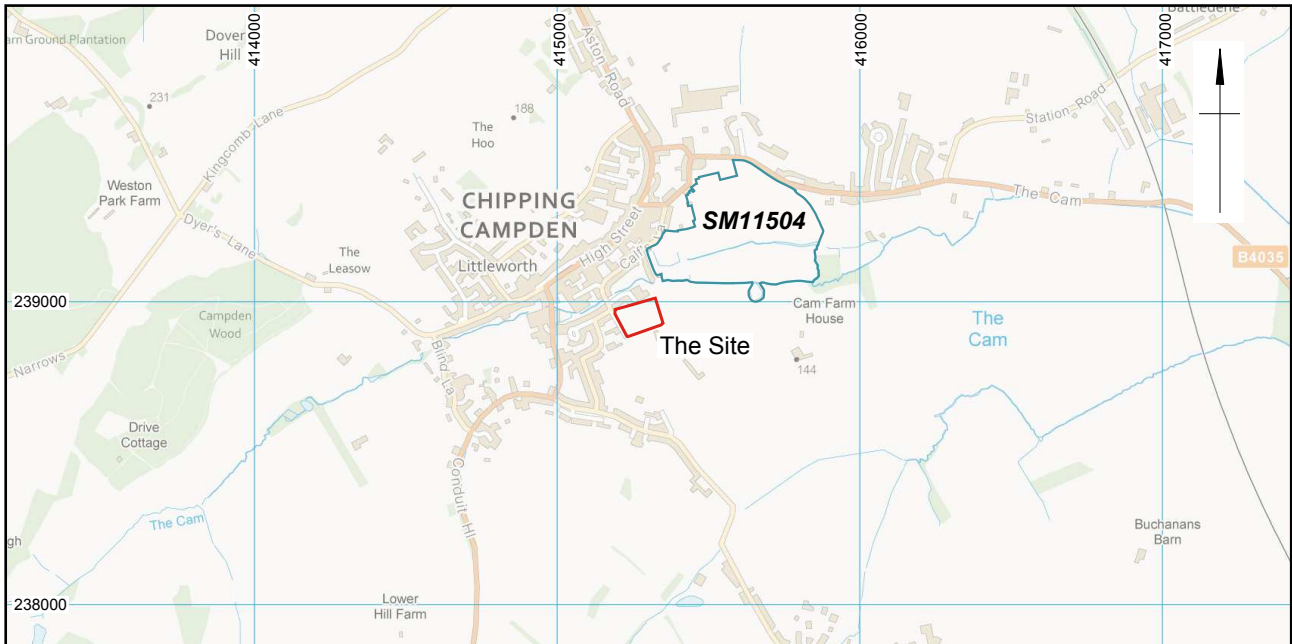 414000
415000
416000
417000
Battledene
arn Ground Plantation
Dover
Hill
231
188
The
Hoo
Aston Road
Kingcomb Lane
Station Road
Weston
Park Farm
CHIPPING
CAMPDEN
SM11504
The Cam
Dyer's Lane
The
Leasow
High Street
Littleworth
B4035
239000
Campden
Wood
Cam Farm
House
The
Cam
The Site
Narrows
Blind La
144
Drive
Cottage
Conduit Hl
The Cam
Buchanans
Barn
gh
238000
Lower
Hill Farm